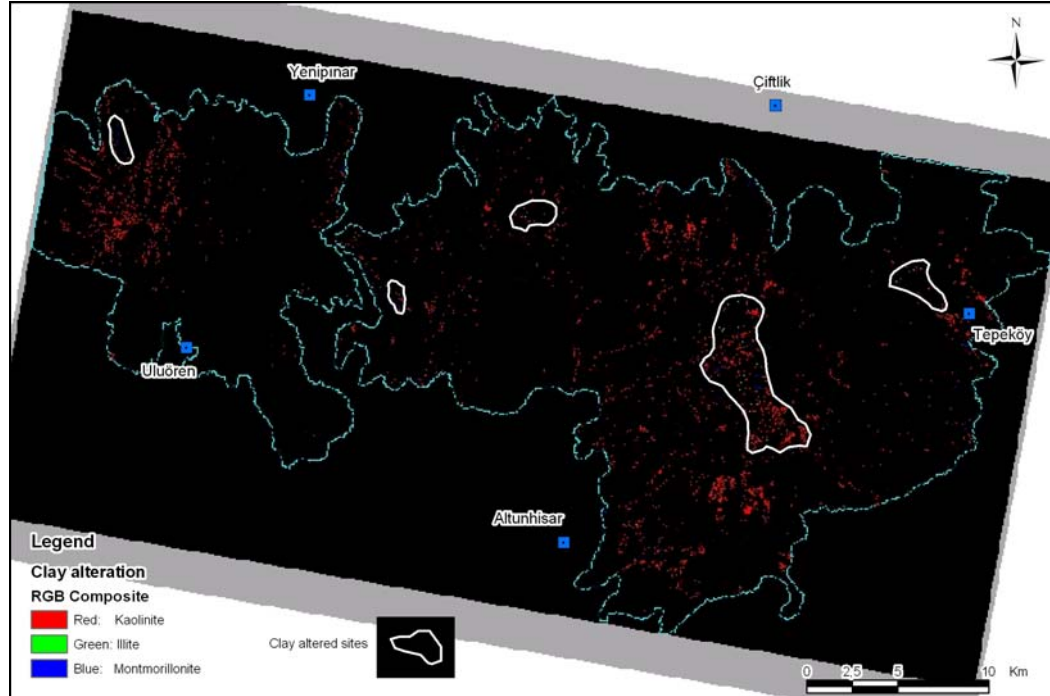 N
Yenipınar
Çiftlik
Tepeköy
Uluören
Altunhisar
Legend
Clay alteration
RGB Composite
Red: Kaolinite
Green: Illite
Blue: Montmorillonite
Clay altered sites
0 2,5 5 10 Km